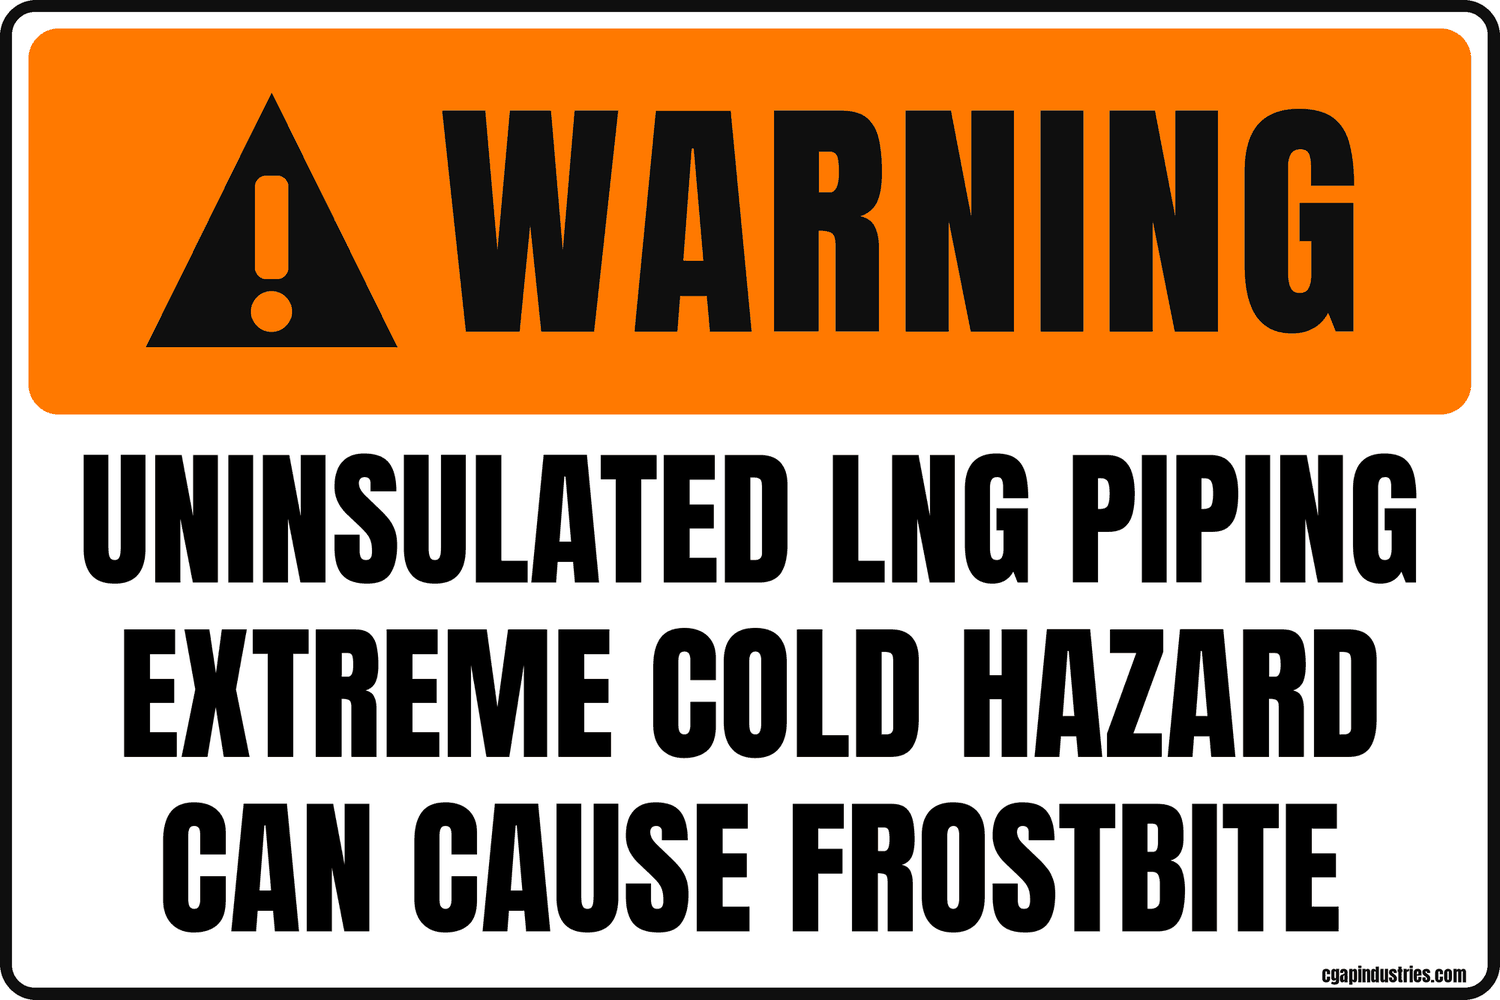 WARNING
UNINSULATED LNG PIPING
EXTREME COLD HAZARD
CAN CAUSE FROSTBITE
cgapindustries.com